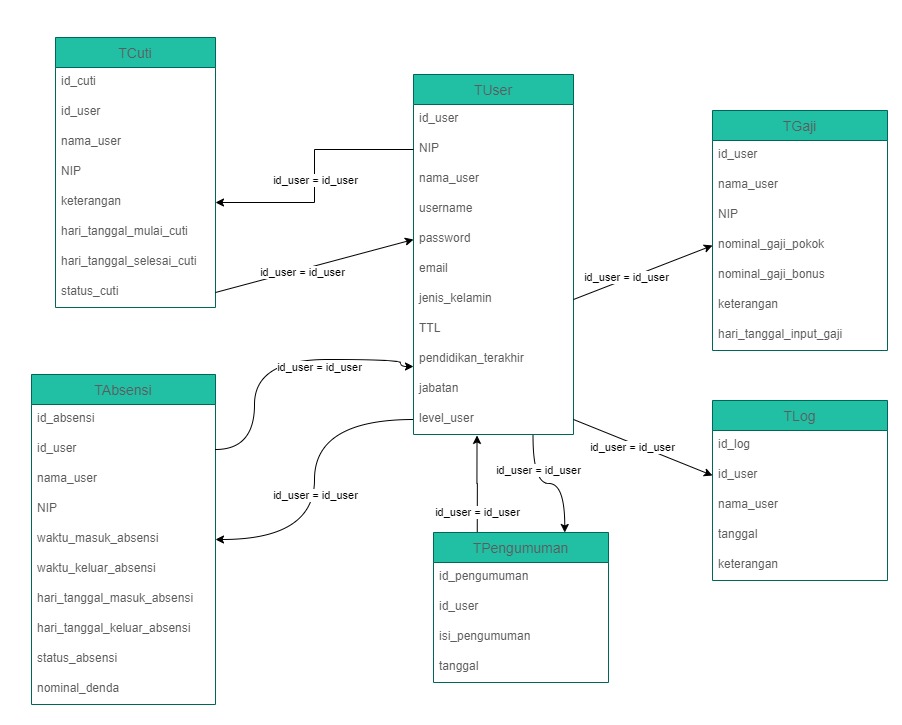 TCuti
id_cuti
id_user
nama_user
NIP
keterangan
hari_tanggal_mulai_cuti
hari_tanggal_selesai_cuti
status_cuti
TUser
id_user
NIP
nama_user
username
password
email
jenis_kelamin
TTL
pendidikan_terakhir
jabatan
level_user
TGaji
id_user
nama_user
NIP
nominal_gaji_pokok
nominal_gaji_bonus
keterangan
hari_tanggal_input_gaji
id_user = id_user
id_user = id_user
id_user = id_user
TAbsensi
id_absensi
id_user
nama_user
NIP
waktu_masuk_absensi
waktu_keluar_absensi
hari_tanggal_masuk_absensi
hari_tanggal_keluar_absensi
status_absensi
nominal_denda
id_user = id_user
id_user = id_user
id_user = id_user
id_user = id_user
id_user = id_user
TLog
id_log
id_user
nama_user
tanggal
keterangan
TPengumuman
id_pengumuman
id_user
isi_pengumuman
tanggal